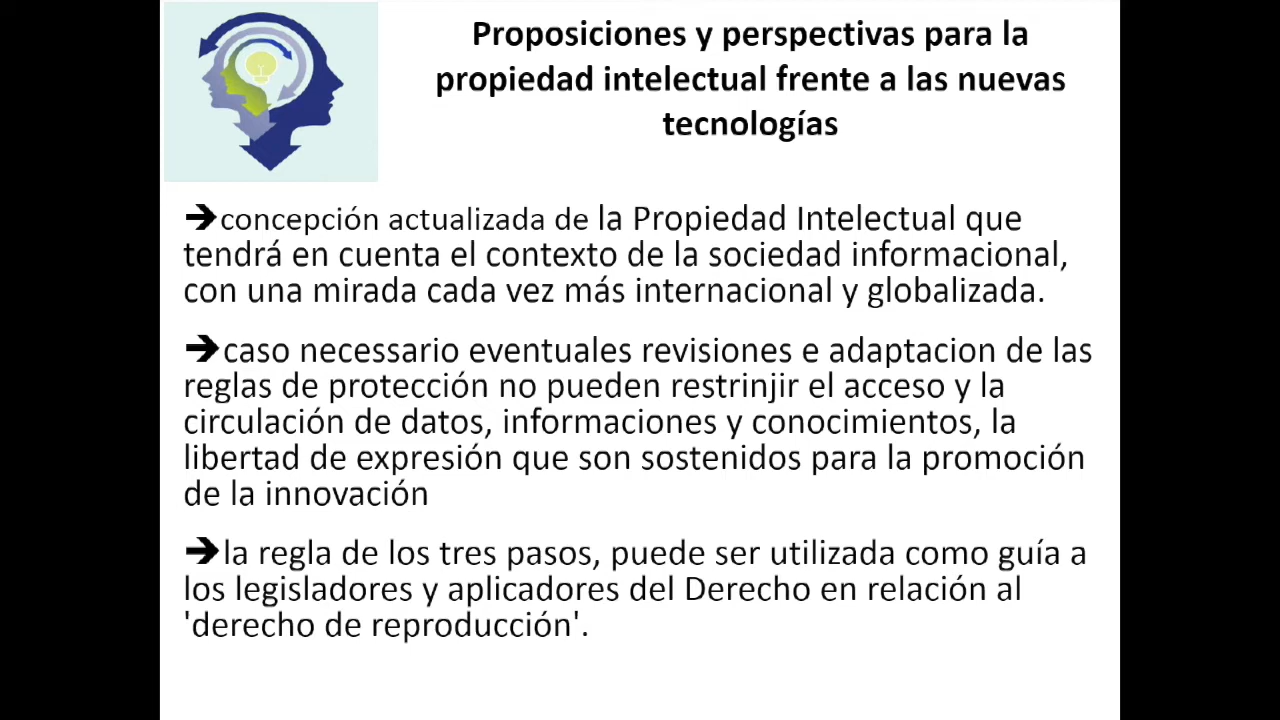 Proposiciones y perspectivas para la
propiedad intelectual frente a las nuevas
tecnologías
➔concepción actualizada de la Propiedad Intelectual que
tendrá en cuenta el contexto de la sociedad informacional,
con una mirada cada vez más internacional y globalizada.
➔caso necessario eventuales revisiones e adaptacion de las
reglas de protección no pueden restrinjir el acceso y la
circulación de datos, informaciones y conocimientos, la
libertad de expresión que son sostenidos para la promoción
de la innovación
➔la regla de los tres pasos, puede ser utilizada como guía a
los legisladores y aplicadores del Derecho en relación al
'derecho de reproducción'.